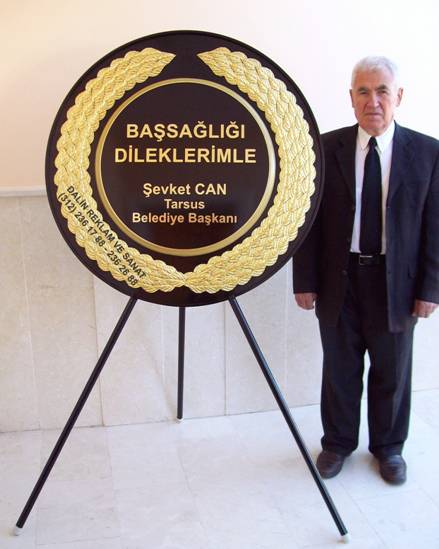 BAŞSAĞLIĞI
DİLEKLERİMLE
Şevket CAN
Tarsus
Belediye Başkanı
DALIN REKLAM VE SANAT
(312) 236 17 88 - 236 26 88